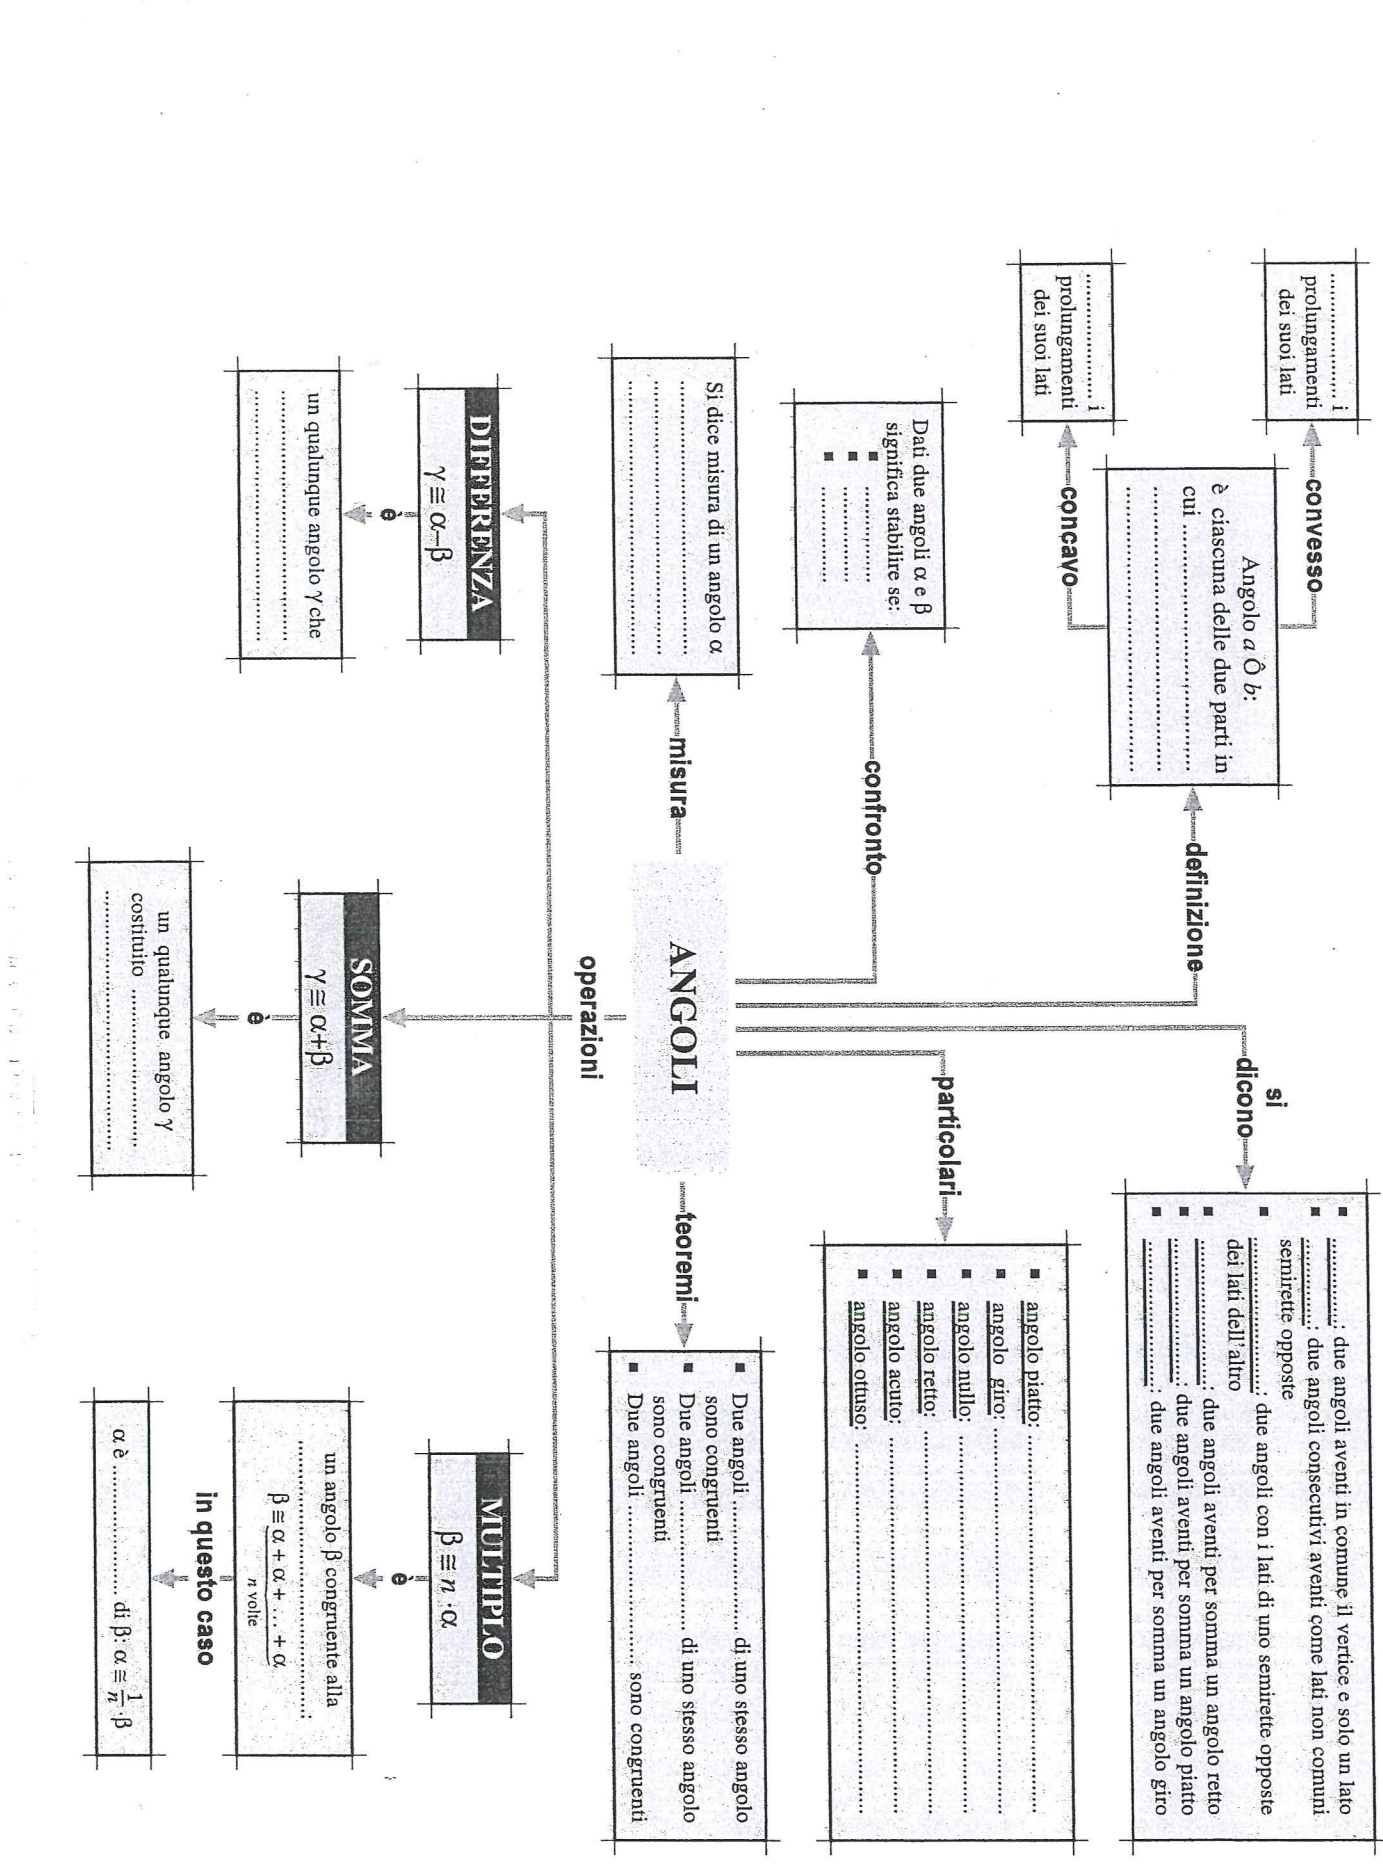 .................... i
prolungamenti
dei suoi lati
convesso
.................... i
prolungamenti
dei suoi lati
concavo
Angolo a Ô b:
è ciascuna delle due parti in
cui ........................................
................................................
................................................
definizione
si
dicono
▪ ...............: due angoli aventi in comune il vertice e solo un lato
▪ ...............: due angoli consecutivi aventi come lati non comuni
semirette opposte
▪ ..........................: due angoli con i lati di uno semirette opposte
dei lati dell'altro
▪ ..........................: due angoli aventi per somma un angolo retto
▪ ..........................: due angoli aventi per somma un angolo piatto
▪ ..........................: due angoli aventi per somma un angolo giro
Dati due angoli α e β
significa stabilire se:
▪ ....................
▪ ....................
▪ ....................
confronto
particolari
▪ angolo piatto: ................................................
▪ angolo giro: ................................................
▪ angolo nullo: ................................................
▪ angolo retto: ................................................
▪ angolo acuto: ................................................
▪ angolo ottuso: ................................................
Si dice misura di un angolo α
................................................
................................................
................................................
misura
ANGOLI
teoremi
▪ Due angoli .......................... di uno stesso angolo
sono congruenti
▪ Due angoli .......................... di uno stesso angolo
sono congruenti
▪ Due angoli .......................... sono congruenti
operazioni
DIFFERENZA
γ ≅ α–β
è
un qualunque angolo γ che
........................................
........................................
SOMMA
γ ≅ α+β
è
un qualunque angolo γ
costituito ..........................
................................................
MULTIPLO
β ≅ n · α
è
un angolo β congruente alla
................................................:
β ≅ α + α + ... + α
n volte
in questo caso
α è .......................... di β: α ≅ 1/n · β